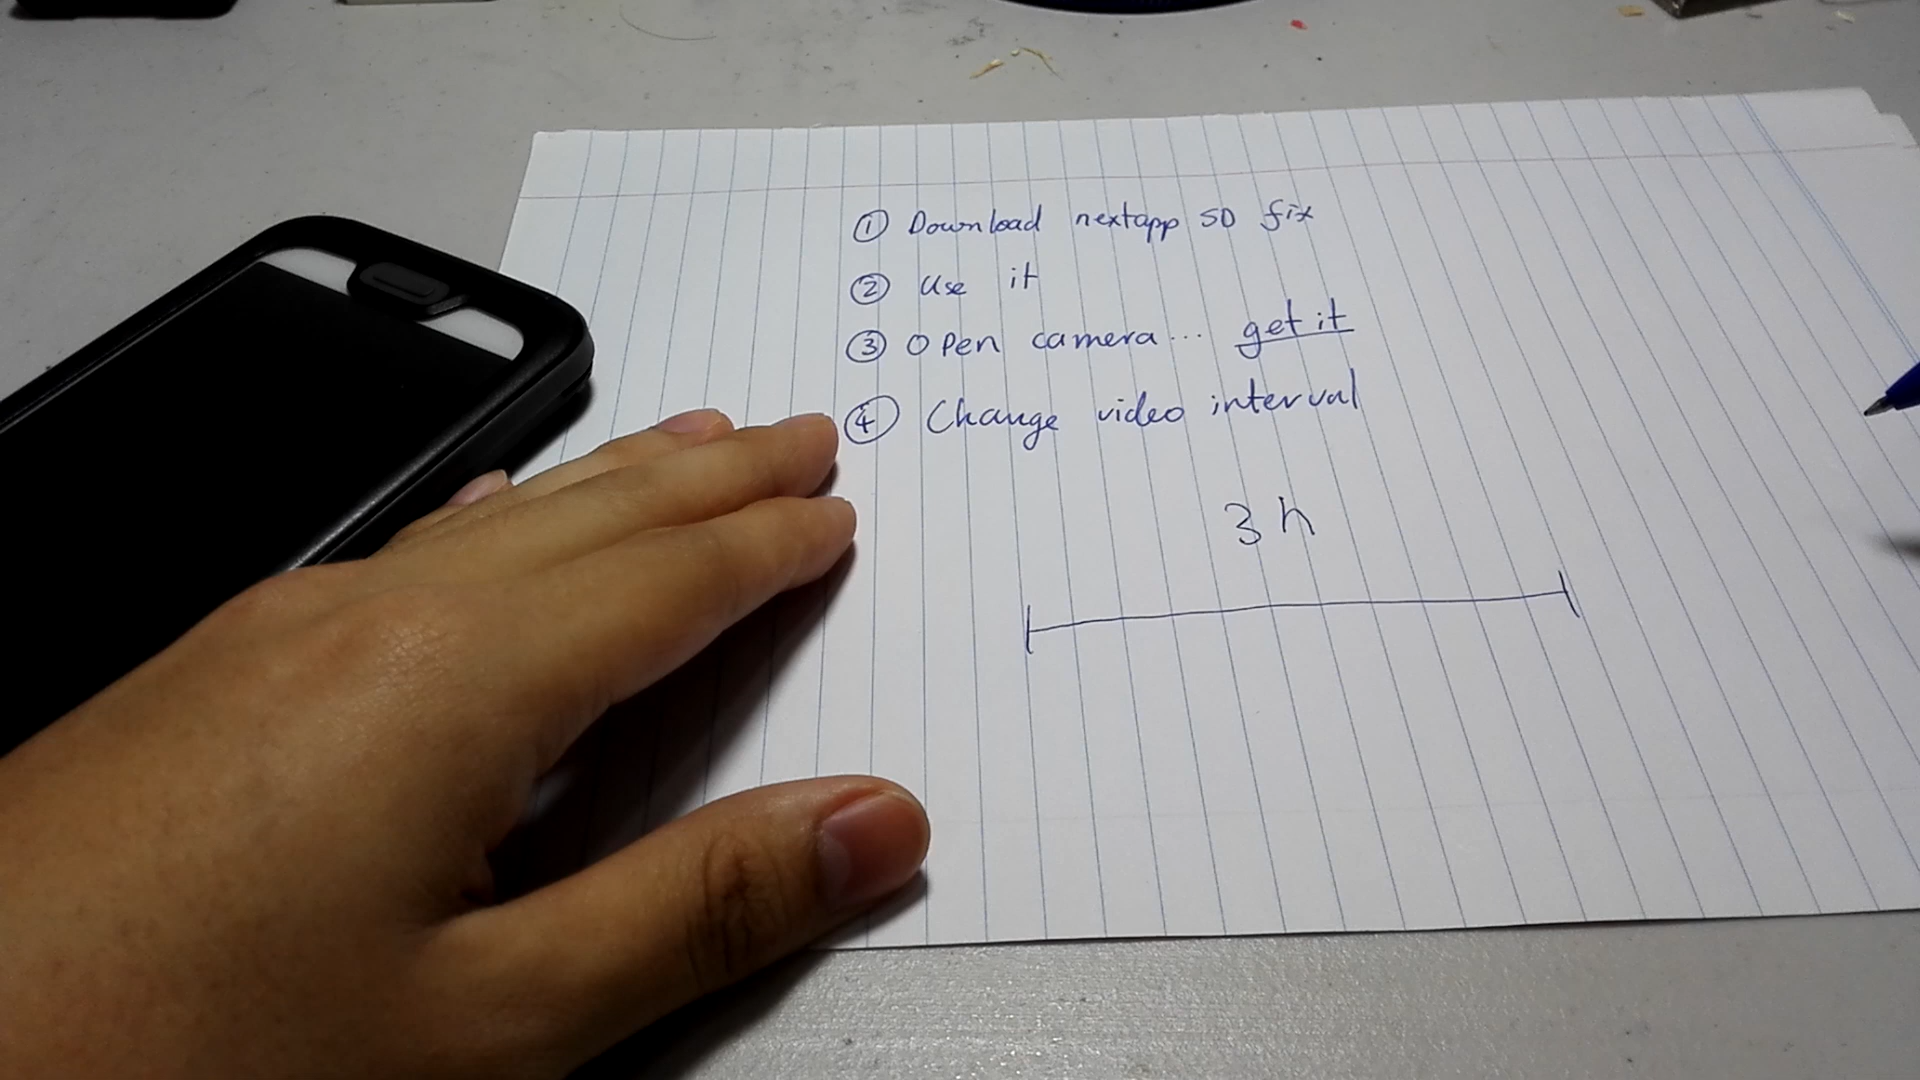 ① Download nextapp SD fix
② Use it
③ Open camera... get it
④ Change video interval
3 h